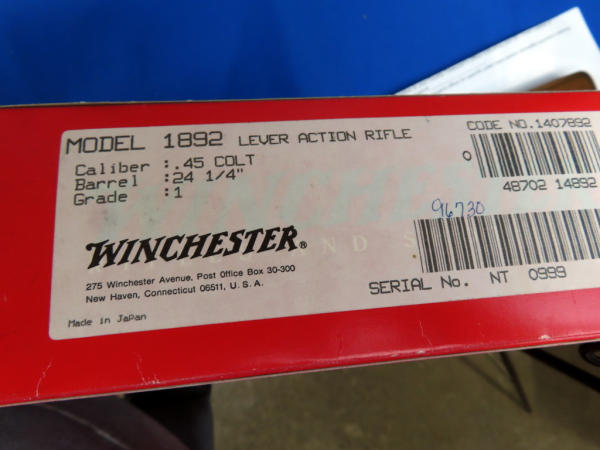 MODEL 1892 LEVER ACTION RIFLE
Caliber : .45 COLT
Barrel : 24 1/4"
Grade : 1
WINCHESTER®
275 Winchester Avenue, Post Office Box 30-300
New Haven, Connecticut 06511, U. S. A.
Made in Japan
CODE NO. 1407892
0
48702 14892
96730
SERIAL No. NT 0999